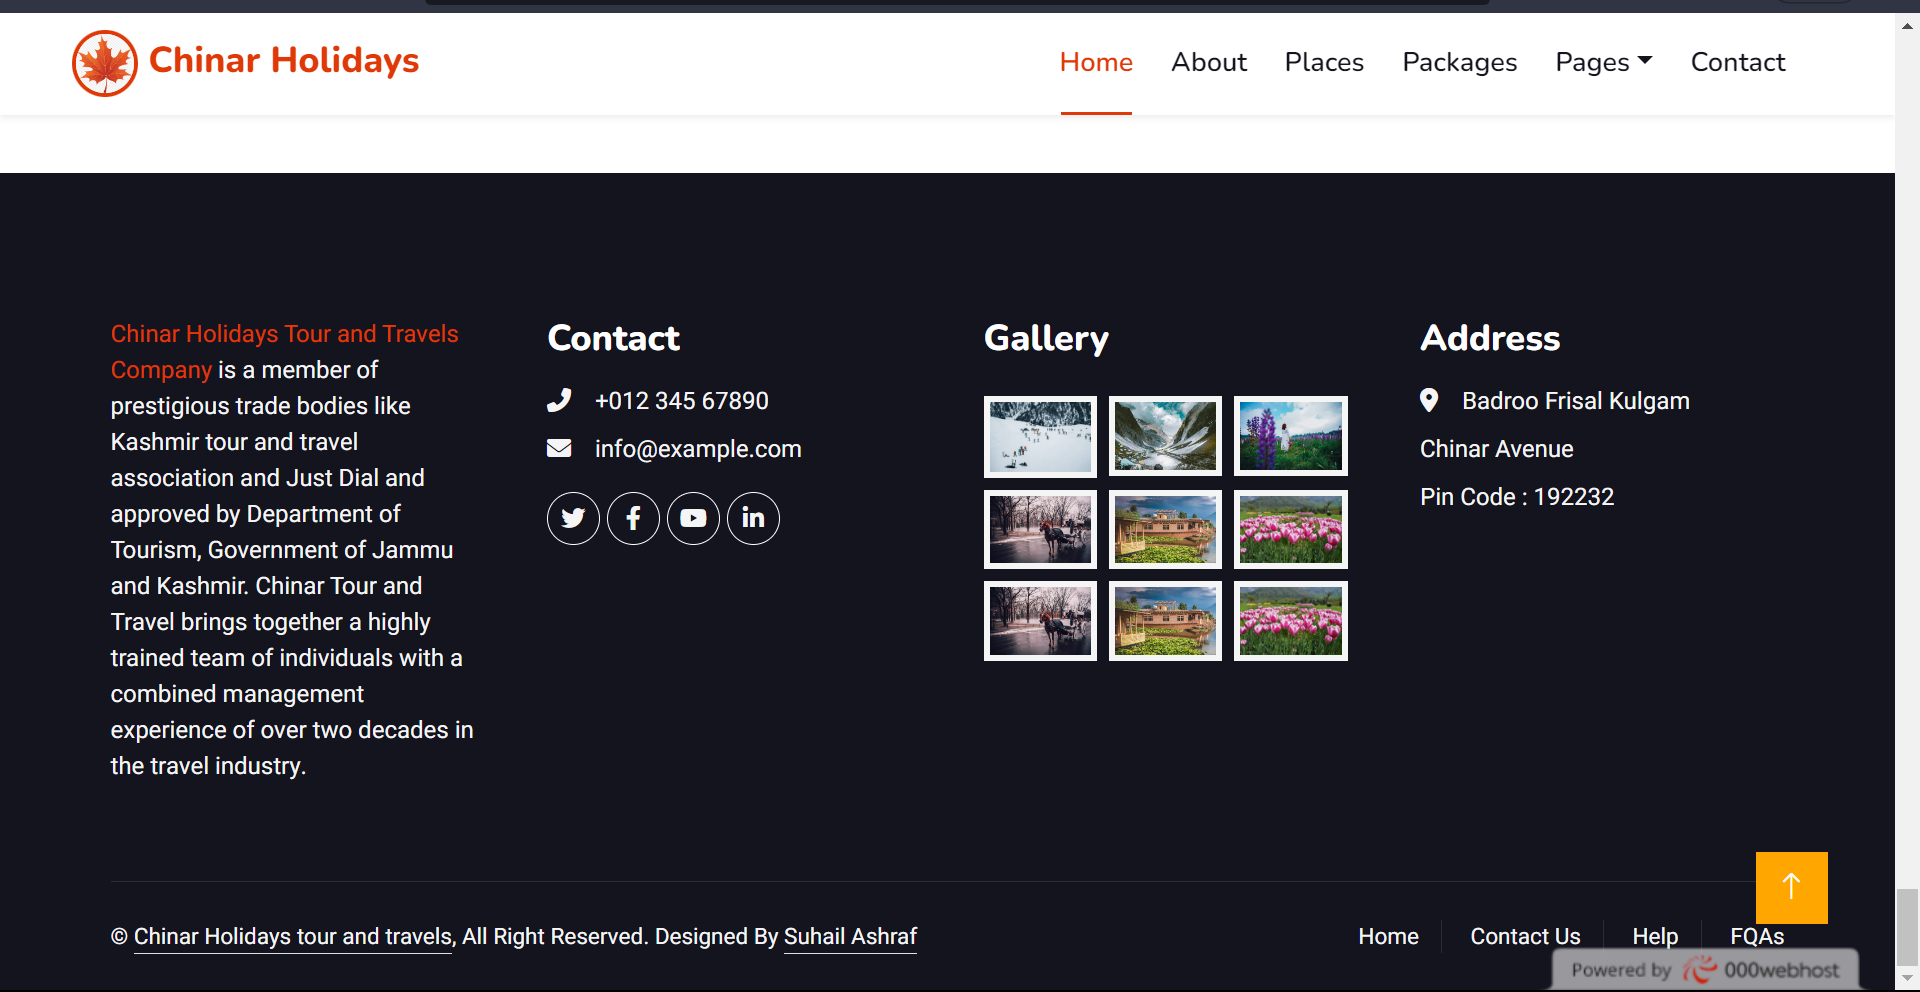 Chinar Holidays
Home About Places Packages Pages Contact
Chinar Holidays Tour and Travels
Company is a member of
prestigious trade bodies like
Kashmir tour and travel
association and Just Dial and
approved by Department of
Tourism, Government of Jammu
and Kashmir. Chinar Tour and
Travel brings together a highly
trained team of individuals with a
combined management
experience of over two decades in
the travel industry.
Contact
+012 345 67890
info@example.com
Gallery
Address
Badroo Frisal Kulgam
Chinar Avenue
Pin Code : 192232
© Chinar Holidays tour and travels, All Right Reserved. Designed By Suhail Ashraf
Home Contact Us Help FQAs
Powered by 000webhost